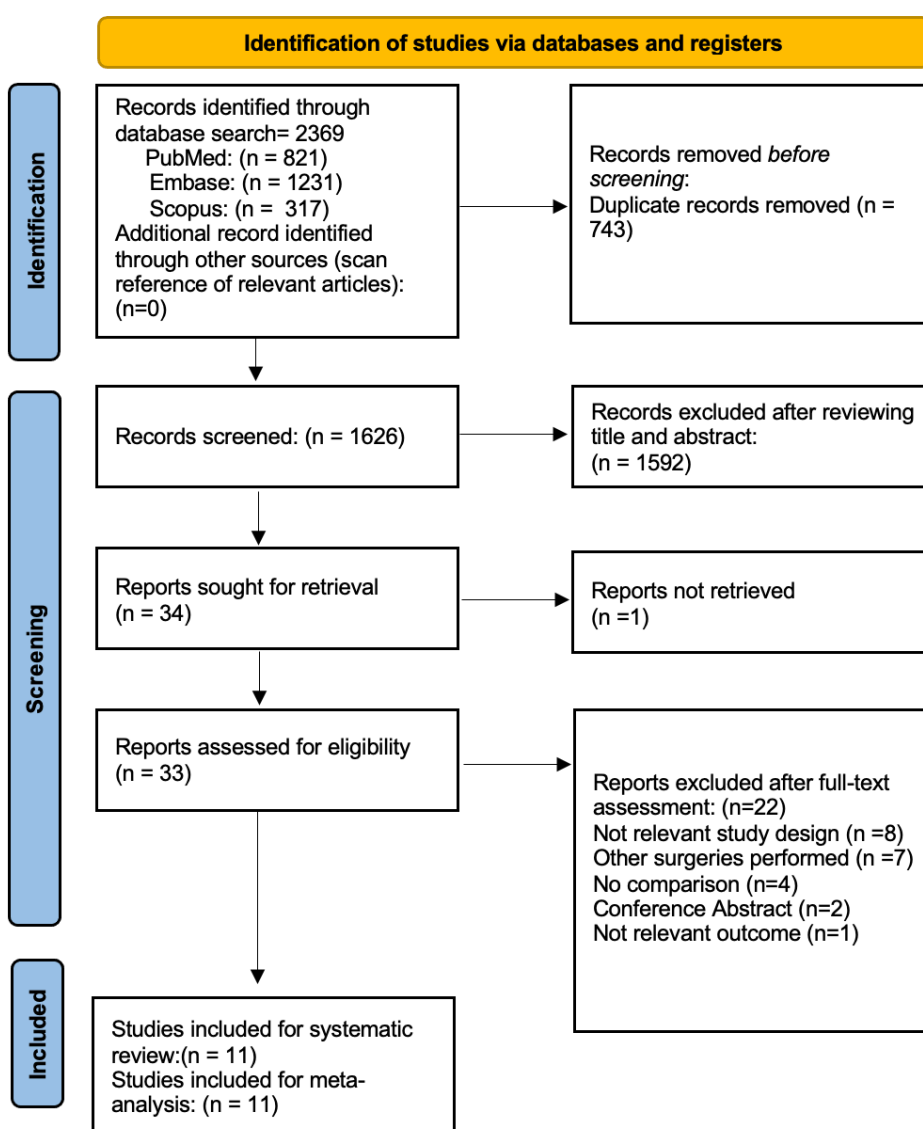 Identification of studies via databases and registers
Identification
Records identified through
database search= 2369
PubMed: (n = 821)
Embase: (n = 1231)
Scopus: (n = 317)
Additional record identified
through other sources (scan
reference of relevant articles):
(n=0)
Records removed before
screening:
Duplicate records removed (n =
743)
Screening
Records screened: (n = 1626)
Records excluded after reviewing
title and abstract:
(n = 1592)
Reports sought for retrieval
(n = 34)
Reports not retrieved
(n =1)
Reports assessed for eligibility
(n = 33)
Reports excluded after full-text
assessment: (n=22)
Not relevant study design (n =8)
Other surgeries performed (n =7)
No comparison (n=4)
Conference Abstract (n=2)
Not relevant outcome (n=1)
Included
Studies included for systematic
review:(n = 11)
Studies included for meta-
analysis: (n = 11)